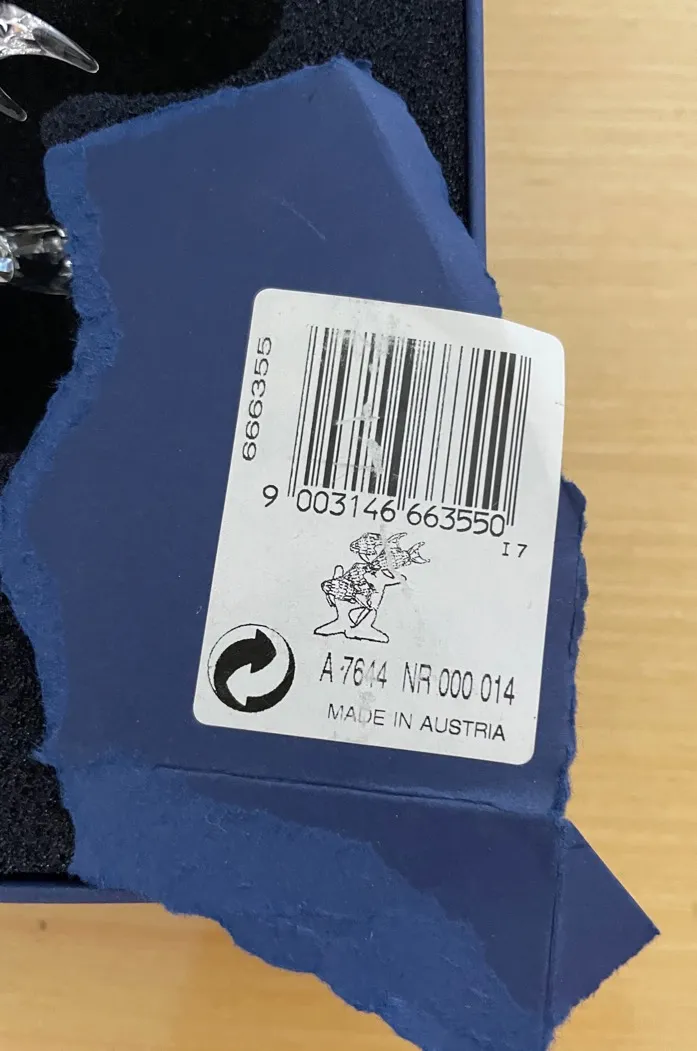 666355
9 003146 663550
I7
A 7644 NR 000 014
MADE IN AUSTRIA